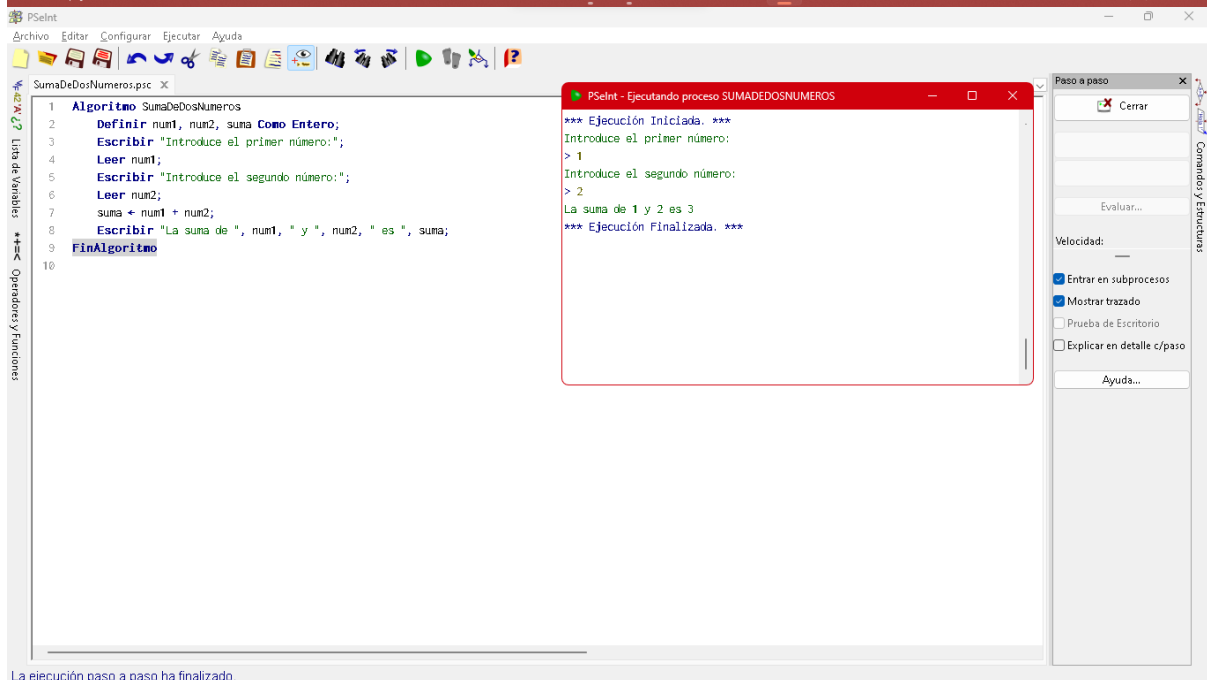 PSeInt
Archivo Editar Configurar Ejecutar Ayuda
SumaDeDosNumeros.psc X
1 Algoritmo SumaDeDosNumeros
2 Definir num1, num2, suma Como Entero;
3 Escribir "Introduce el primer número:";
4 Leer num1;
5 Escribir "Introduce el segundo número:";
6 Leer num2;
7 suma ← num1 + num2;
8 Escribir "La suma de ", num1, " y ", num2, " es ", suma;
9 FinAlgoritmo
10
Lista de Variables
*+=< Operadores y Funciones
PSeInt - Ejecutando proceso SUMADEDOSNUMEROS
*** Ejecución Iniciada. ***
Introduce el primer número:
> 1
Introduce el segundo número:
> 2
La suma de 1 y 2 es 3
*** Ejecución Finalizada. ***
Paso a paso
Cerrar
Evaluar...
Velocidad:
Entrar en subprocesos
Mostrar trazado
Prueba de Escritorio
Explicar en detalle c/paso
Ayuda...
Comandos y Estructuras
La ejecución paso a paso ha finalizado.